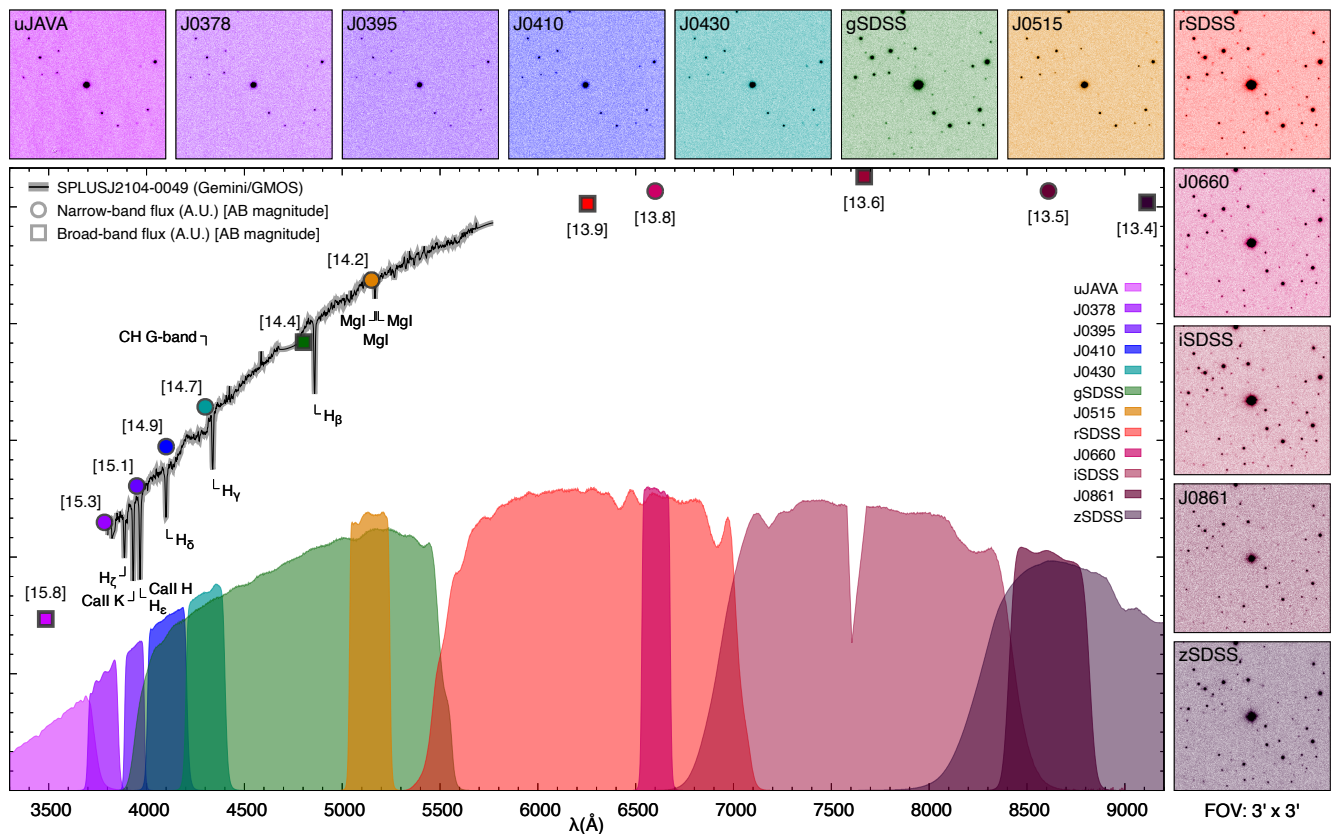 uJAVA
J0378
J0395
J0410
J0430
gSDSS
J0515
rSDSS
SPLUSJ2104-0049 (Gemini/GMOS)
Narrow-band flux (A.U.) [AB magnitude]
Broad-band flux (A.U.) [AB magnitude]
[13.9]
[13.8]
[13.6]
[13.5]
[13.4]
[14.2]
[14.4]
MgI
MgI
MgI
CH G-band
[14.7]
[14.9]
[15.1]
[15.3]
[15.8]
Hβ
Hγ
Hδ
Hζ
CaII H
CaII K
Hε
uJAVA
J0378
J0395
J0410
J0430
gSDSS
J0515
rSDSS
J0660
iSDSS
J0861
zSDSS
J0660
iSDSS
J0861
zSDSS
3500 4000 4500 5000 5500 6000 6500 7000 7500 8000 8500 9000
λ(Å)
FOV: 3' x 3'